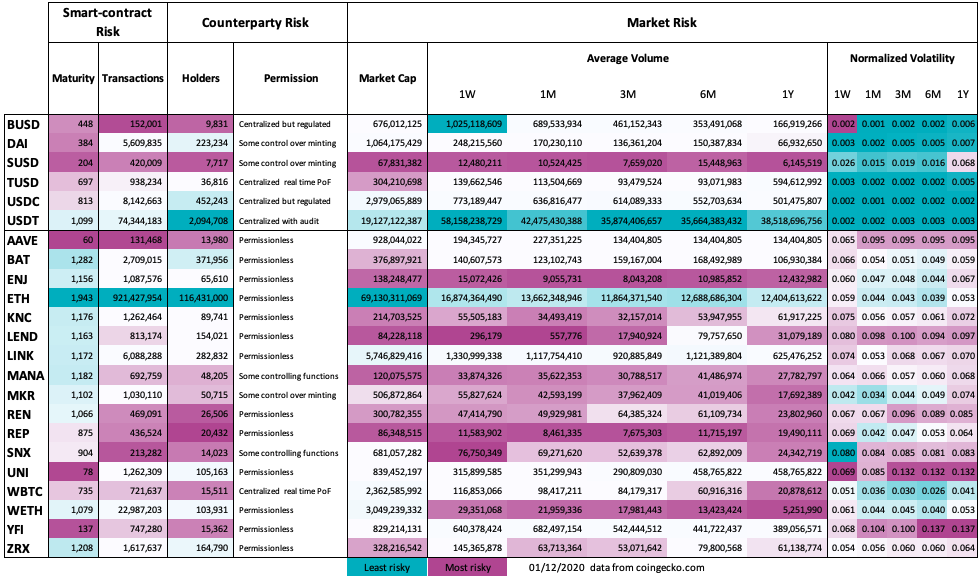 Smart-contract Risk Counterparty Risk Market Risk
Average Volume Normalized Volatility
Maturity Transactions Holders Permission Market Cap
1W 1M 3M 6M 1Y 1W 1M 3M 6M 1Y
BUSD 448 152,001 9,831 Centralized but regulated 676,012,125 1,025,118,609 689,533,934 461,152,343 353,491,068 166,919,266 0.002 0.001 0.002 0.002 0.006
DAI 384 5,609,835 223,234 Some control over minting 1,064,175,429 248,215,560 170,230,110 136,361,204 150,387,834 66,932,650 0.003 0.002 0.005 0.005 0.007
SUSD 204 420,009 7,717 Some control over minting 67,831,382 12,480,211 10,524,425 7,659,020 15,448,963 6,145,519 0.026 0.015 0.019 0.016 0.068
TUSD 697 938,234 36,816 Centralized real time PoF 304,210,698 139,662,546 113,504,669 93,479,524 93,071,983 594,612,992 0.003 0.002 0.002 0.002 0.005
USDC 813 8,142,663 452,243 Centralized but regulated 2,979,065,889 773,189,447 636,816,477 614,089,333 552,703,634 501,475,807 0.002 0.002 0.002 0.002 0.002
USDT 1,099 74,344,183 2,094,708 Centralized with audit 19,127,122,387 58,158,238,729 42,475,430,388 35,874,406,657 35,664,383,432 38,518,696,756 0.002 0.002 0.003 0.003 0.003
AAVE 60 131,468 13,980 Permissionless 928,044,022 194,345,727 227,351,225 134,404,805 134,404,805 134,404,805 0.065 0.095 0.095 0.095 0.095
BAT 1,282 2,709,015 371,956 Permissionless 376,897,921 140,607,573 123,102,743 159,167,004 168,492,989 106,930,384 0.066 0.054 0.051 0.049 0.059
ENJ 1,156 1,087,576 65,610 Permissionless 138,248,477 15,072,426 9,055,731 8,043,208 10,985,852 12,432,982 0.060 0.047 0.048 0.044 0.067
ETH 1,943 921,427,954 116,431,000 Permissionless 69,130,311,069 16,874,364,490 13,662,348,946 11,864,371,540 12,688,686,304 12,404,613,622 0.059 0.044 0.043 0.039 0.053
KNC 1,176 1,262,464 89,741 Permissionless 214,703,525 55,505,183 34,493,419 32,157,014 53,947,955 61,917,225 0.075 0.056 0.057 0.061 0.072
LEND 1,163 813,174 154,021 Permissionless 84,228,118 296,179 557,776 17,940,924 79,757,650 31,079,189 0.080 0.098 0.100 0.094 0.097
LINK 1,172 6,088,288 282,832 Permissionless 5,746,829,416 1,330,999,338 1,117,754,410 920,885,849 1,121,389,804 625,476,252 0.074 0.053 0.068 0.067 0.070
MANA 1,182 692,759 48,205 Some controlling functions 120,075,575 33,874,326 35,622,353 30,788,517 41,486,974 27,782,797 0.064 0.066 0.057 0.060 0.068
MKR 1,102 1,030,110 50,715 Some control over minting 506,872,864 55,827,624 42,593,199 37,962,409 41,019,406 17,692,389 0.042 0.034 0.044 0.049 0.074
REN 1,066 469,091 26,506 Permissionless 300,782,355 47,414,790 49,929,981 64,385,324 61,109,734 23,802,960 0.067 0.067 0.096 0.089 0.085
REP 875 436,524 20,432 Permissionless 86,348,515 11,583,902 8,461,335 7,675,303 11,715,197 19,490,111 0.069 0.042 0.047 0.053 0.064
SNX 904 213,282 14,023 Some controlling functions 681,057,282 76,750,349 69,271,620 52,639,378 62,892,009 24,342,719 0.080 0.084 0.085 0.081 0.083
UNI 78 1,262,309 105,163 Permissionless 839,452,197 315,899,585 351,299,943 290,809,030 458,765,822 458,765,822 0.069 0.085 0.132 0.132 0.132
WBTC 735 721,637 15,511 Centralized real time PoF 2,362,585,992 116,853,066 98,417,211 84,179,317 60,916,316 20,878,612 0.051 0.036 0.030 0.026 0.041
WETH 1,079 22,987,203 103,931 Permissionless 3,049,239,332 29,351,068 21,959,336 17,981,443 13,423,424 5,251,990 0.061 0.044 0.045 0.040 0.053
YFI 137 747,280 15,362 Permissionless 829,214,131 640,378,424 682,497,154 542,444,512 441,722,437 389,056,571 0.068 0.104 0.100 0.137 0.137
ZRX 1,208 1,617,637 164,790 Permissionless 328,216,542 145,365,878 63,713,364 53,071,642 79,800,568 61,138,774 0.054 0.056 0.060 0.060 0.064
Least risky Most risky 01/12/2020 data from coingecko.com